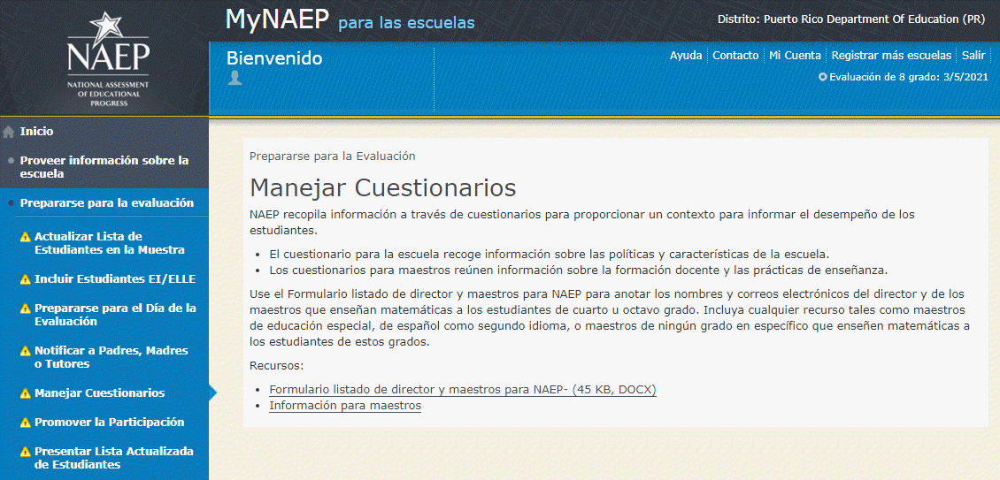 NAEP
NATIONAL ASSESSMENT
OF EDUCATIONAL
PROGRESS
MyNAEP para las escuelas
Distrito: Puerto Rico Department Of Education (PR)
Bienvenido
Ayuda Contacto Mi Cuenta Registrar más escuelas Salir
Evaluación de 8 grado: 3/5/2021
Inicio
Proveer información sobre la
escuela
Prepararse para la evaluación
Actualizar Lista de
Estudiantes en la Muestra
Incluir Estudiantes EI/ELLE
Prepararse para el Día de la
Evaluación
Notificar a Padres, Madres
o Tutores
Manejar Cuestionarios
Promover la Participación
Presentar Lista Actualizada
de Estudiantes
Prepararse para la Evaluación
Manejar Cuestionarios
NAEP recopila información a través de cuestionarios para proporcionar un contexto para informar el desempeño de los
estudiantes.
• El cuestionario para la escuela recoge información sobre las políticas y características de la escuela.
• Los cuestionarios para maestros reúnen información sobre la formación docente y las prácticas de enseñanza.
Use el Formulario listado de director y maestros para NAEP para anotar los nombres y correos electrónicos del director y de los
maestros que enseñan matemáticas a los estudiantes de cuarto u octavo grado. Incluya cualquier recurso tales como maestros
de educación especial, de español como segundo idioma, o maestros de ningún grado en específico que enseñen matemáticas a
los estudiantes de estos grados.
Recursos:
• Formulario listado de director y maestros para NAEP- (45 KB, DOCX)
• Información para maestros